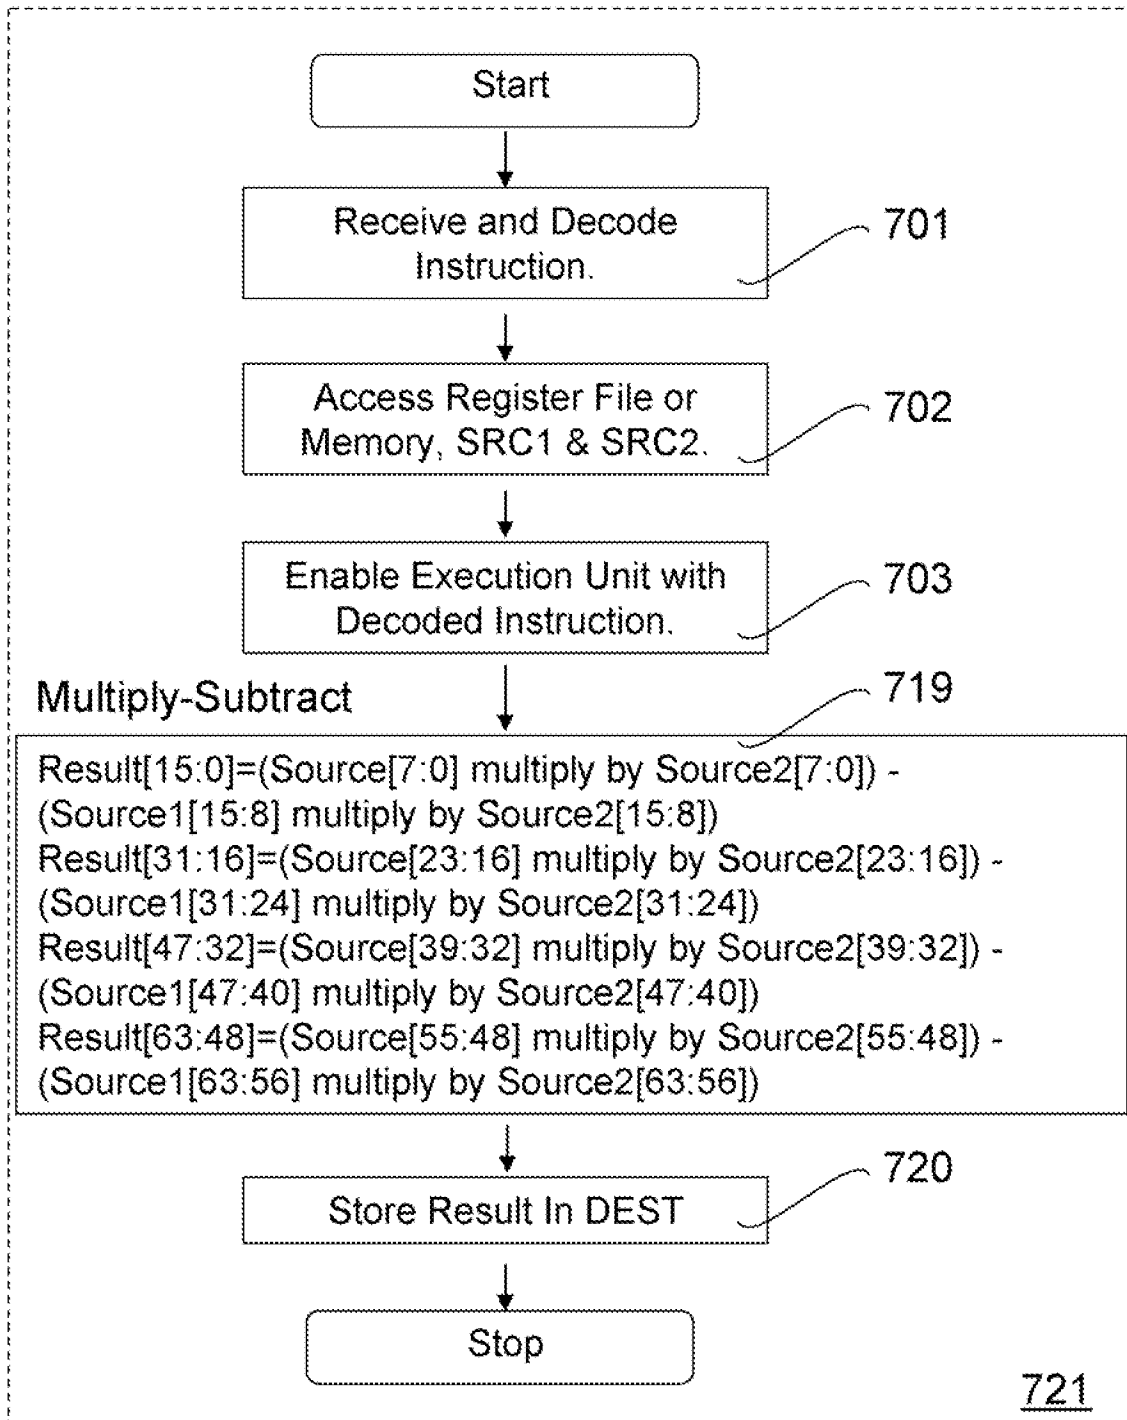 Start
Receive and Decode
Instruction.
701
Access Register File or
Memory, SRC1 & SRC2.
702
Enable Execution Unit with
Decoded Instruction.
703
Multiply-Subtract
719
Result[15:0]=(Source[7:0] multiply by Source2[7:0]) -
(Source1[15:8] multiply by Source2[15:8])
Result[31:16]=(Source[23:16] multiply by Source2[23:16]) -
(Source1[31:24] multiply by Source2[31:24])
Result[47:32]=(Source[39:32] multiply by Source2[39:32]) -
(Source1[47:40] multiply by Source2[47:40])
Result[63:48]=(Source[55:48] multiply by Source2[55:48]) -
(Source1[63:56] multiply by Source2[63:56])
720
Store Result In DEST
Stop
721